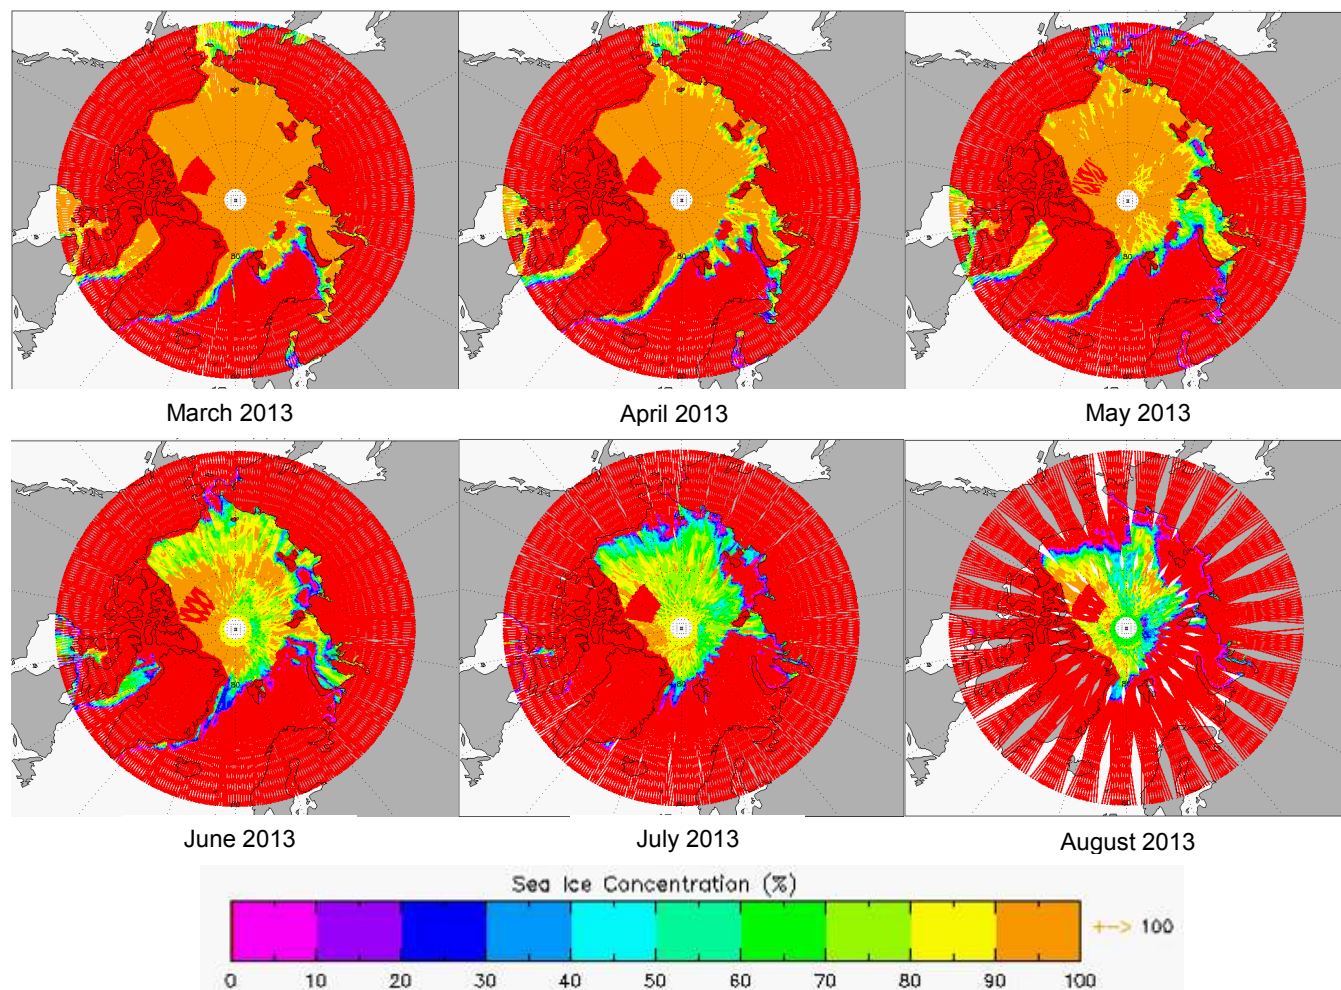 March 2013
April 2013
May 2013
June 2013
July 2013
August 2013
Sea Ice Concentration (%)
+--> 100
0 10 20 30 40 50 60 70 80 90 100